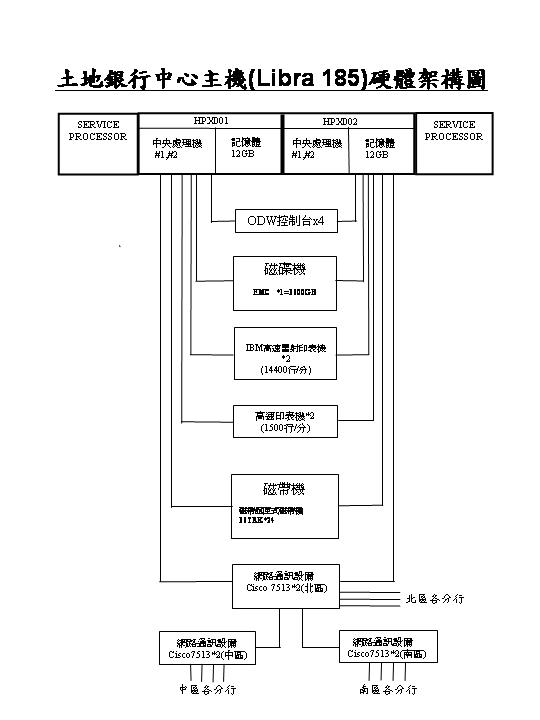 土地銀行中心主機(Libra 185)硬體架構圖
SERVICE
PROCESSOR
HPXD01
中央處理機
#1,#2
記憶體
12GB
HPXD02
中央處理機
#1,#2
記憶體
12GB
SERVICE
PROCESSOR
ODW控制台x4
磁碟機
EMC *1=
IBM高速雷射印表機
*2
(14400行/分)
高速印表機*2
(1500行/分)
磁帶機
網路通訊設備
Cisco 7513*2(北區)
北區各分行
網路通訊設備
Cisco7513*2(中區)
中區各分行
網路通訊設備
Cisco7513*2(南區)
南區各分行